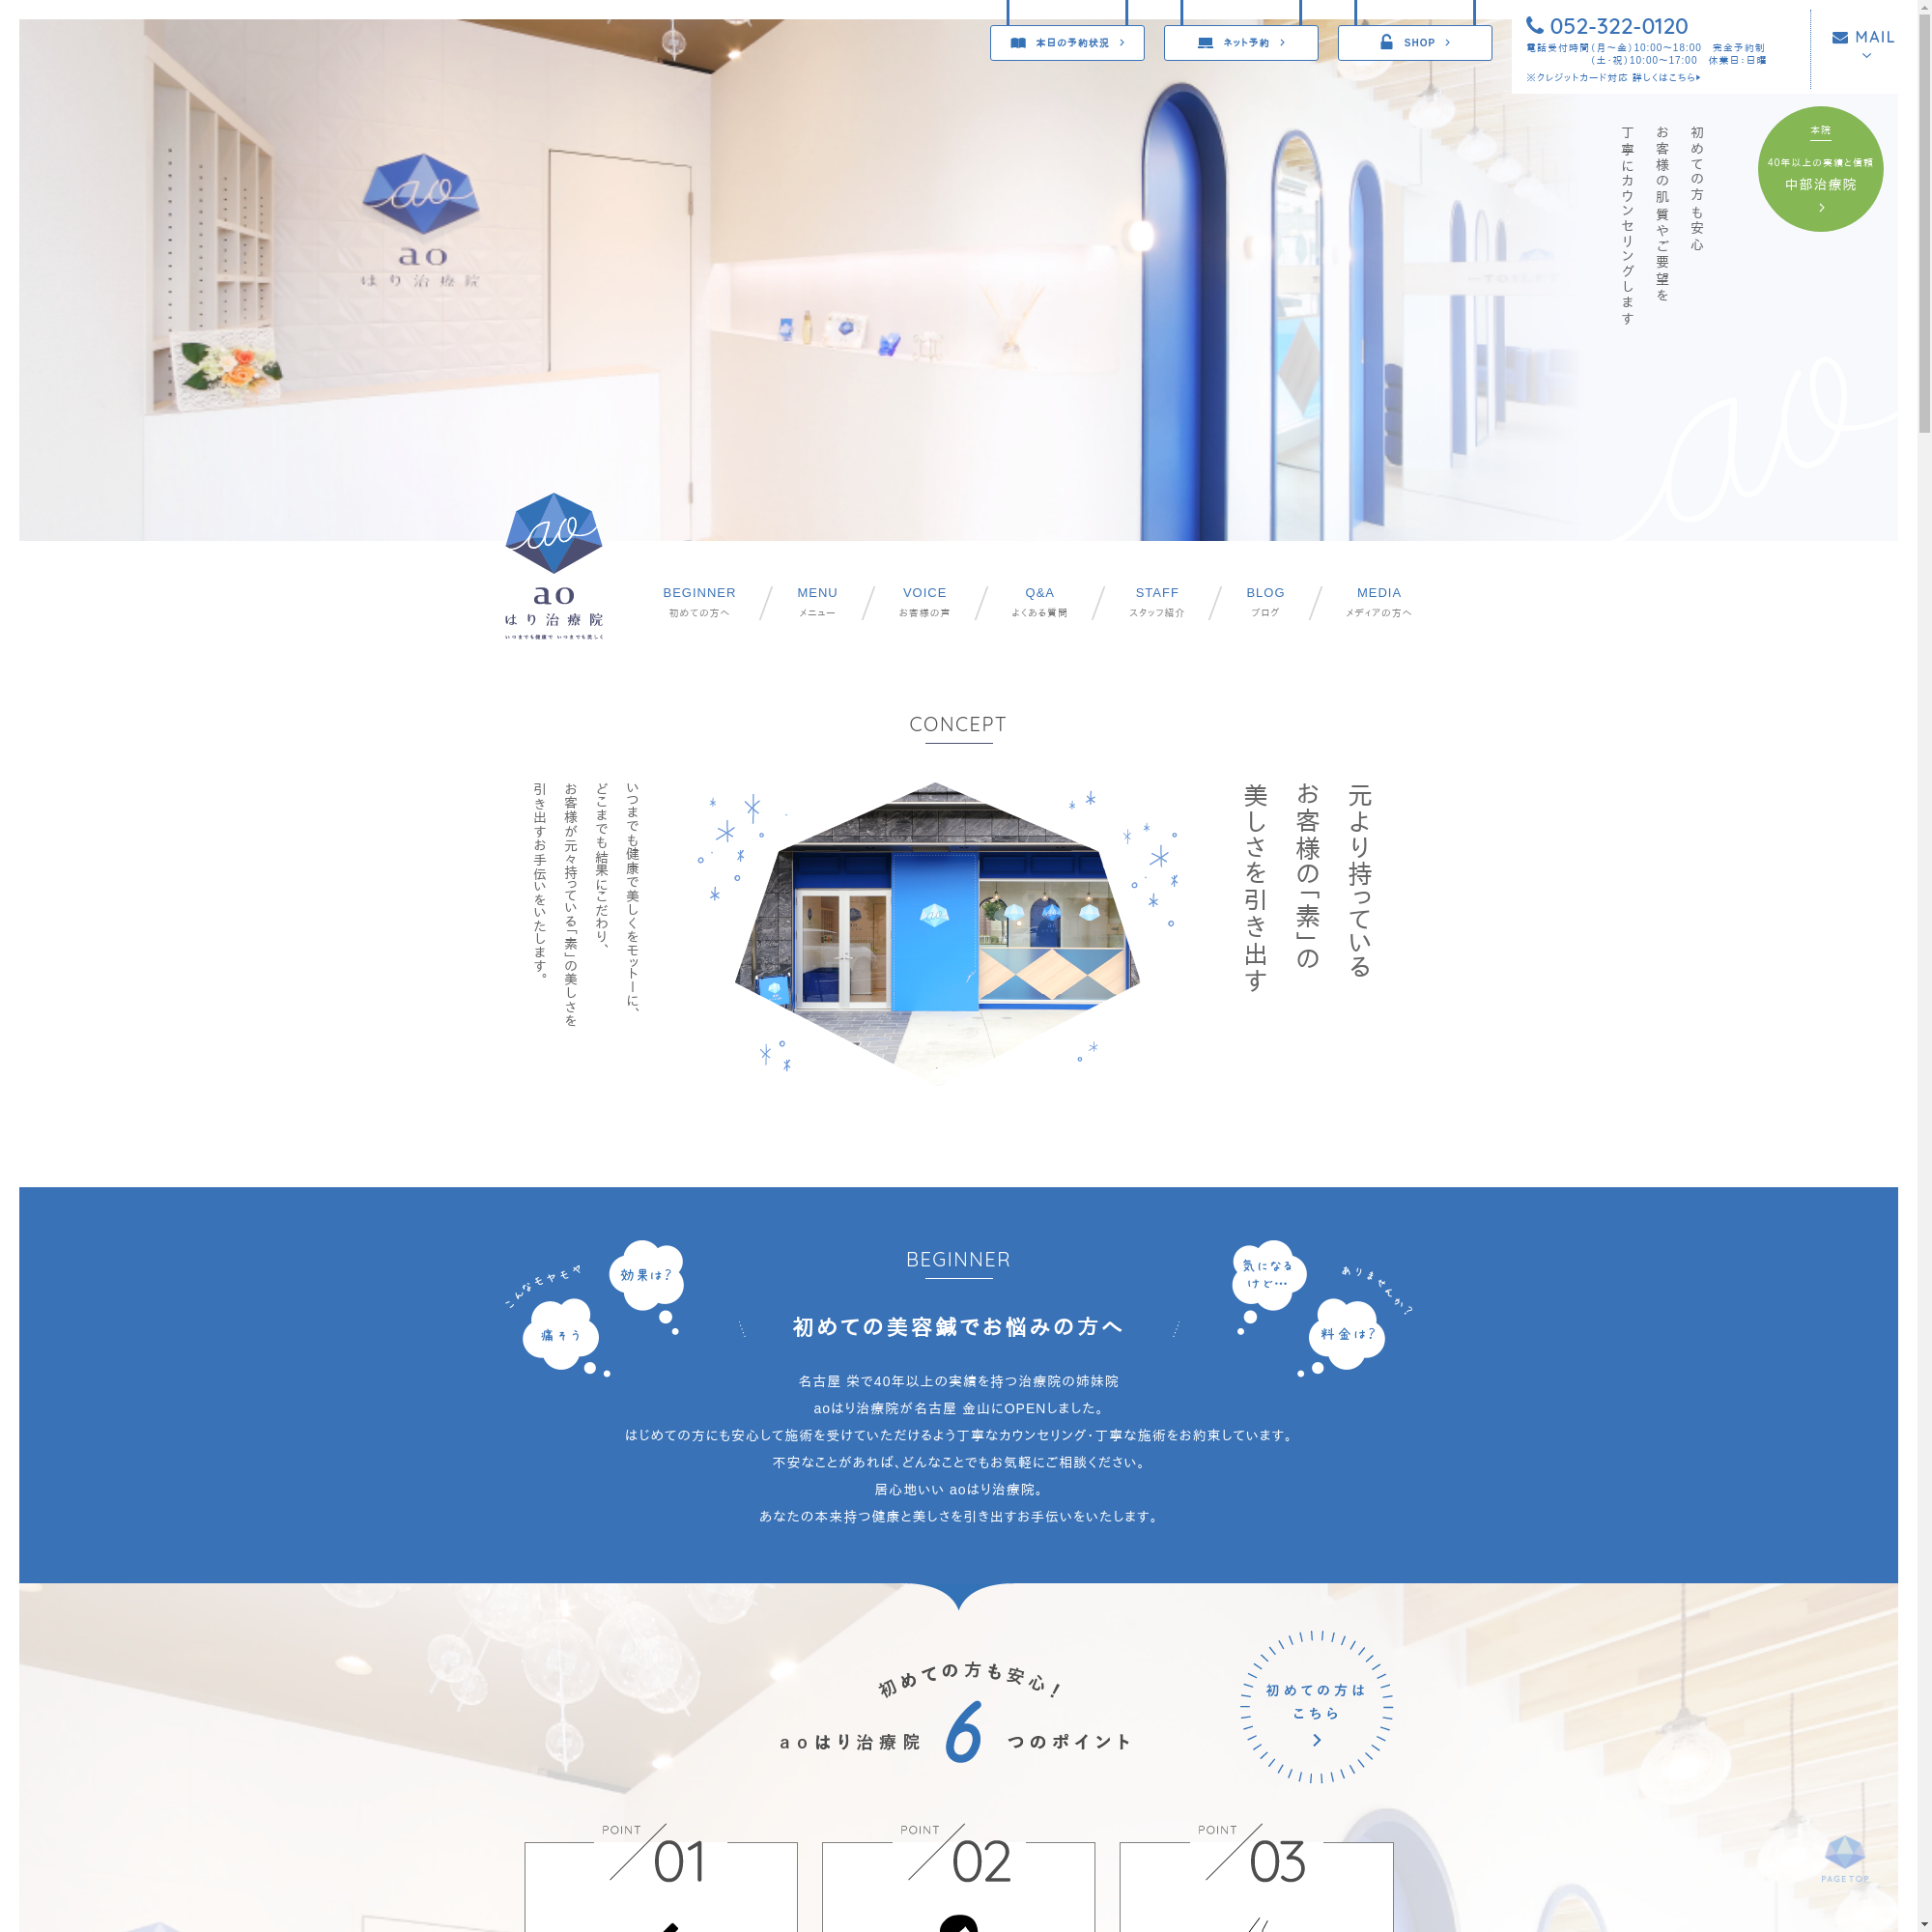 本日の予約状況
ネット予約
SHOP
052-322-0120
電話受付時間（月～金）10:00～18:00　完全予約制
（土・祝）10:00～17:00　休業日：日曜
※クレジットカード対応 詳しくはこちら
MAIL
本院
40年以上の実績と信頼
中部治療院
初めての方も安心
お客様の肌質やご要望を
丁寧にカウンセリングします
ao
ao
はり治療院
ao
ao
ao
はり治療院
いつまでも健康で いつまでも美しく
BEGINNER
初めての方へ
MENU
メニュー
VOICE
お客様の声
Q&A
よくある質問
STAFF
スタッフ紹介
BLOG
ブログ
MEDIA
メディアの方へ
CONCEPT
元より持っている
お客様の「素」の
美しさを引き出す
いつまでも健康で美しくをモットーに、
どこまでも結果にこだわり、
お客様が元々持っている「素」の美しさを
引き出すお手伝いをいたします。
BEGINNER
こんなモヤモヤ
効果は?
痛そう
気になる
けど…
料金は?
ありませんか?
初めての美容鍼でお悩みの方へ
名古屋 栄で40年以上の実績を持つ治療院の姉妹院
aoはり治療院が名古屋 金山にOPENしました。
はじめての方にも安心して施術を受けていただけるよう丁寧なカウンセリング・丁寧な施術をお約束しています。
不安なことがあれば、どんなことでもお気軽にご相談ください。
居心地いい aoはり治療院。
あなたの本来持つ健康と美しさを引き出すお手伝いをいたします。
初めての方も安心！
aoはり治療院 6 つのポイント
初めての方は
こちら
POINT 01
POINT 02
POINT 03
PAGE TOP